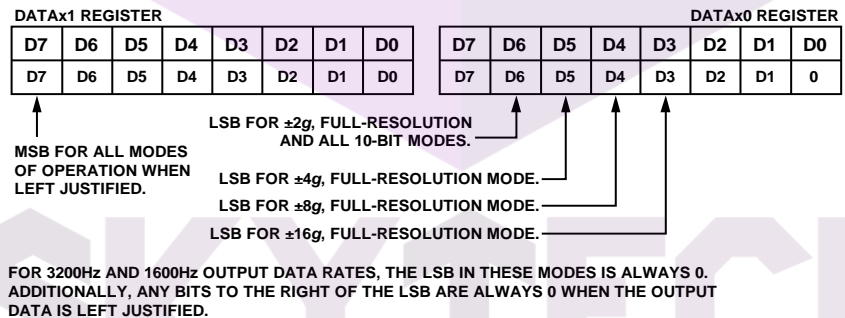 DATAx1 REGISTER DATAx0 REGISTER
D7 D6 D5 D4 D3 D2 D1 D0 D7 D6 D5 D4 D3 D2 D1 D0
D7 D6 D5 D4 D3 D2 D1 D0 D7 D6 D5 D4 D3 D2 D1 0
MSB FOR ALL MODES
OF OPERATION WHEN
LEFT JUSTIFIED.
LSB FOR ±2g, FULL-RESOLUTION
AND ALL 10-BIT MODES.
LSB FOR ±4g, FULL-RESOLUTION MODE.
LSB FOR ±8g, FULL-RESOLUTION MODE.
LSB FOR ±16g, FULL-RESOLUTION MODE.
FOR 3200Hz AND 1600Hz OUTPUT DATA RATES, THE LSB IN THESE MODES IS ALWAYS 0.
ADDITIONALLY, ANY BITS TO THE RIGHT OF THE LSB ARE ALWAYS 0 WHEN THE OUTPUT
DATA IS LEFT JUSTIFIED.